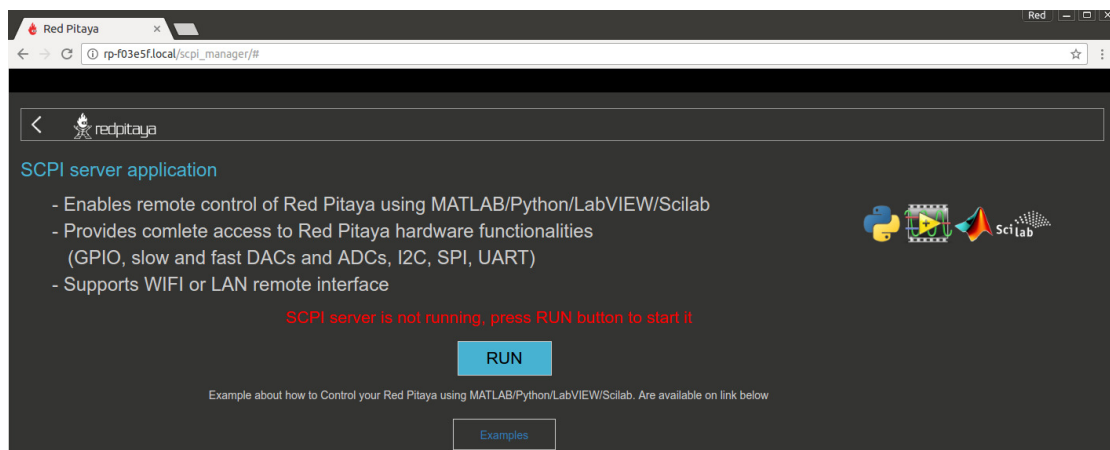 Red
Red Pitaya
rp-f03e5f.local/scpi_manager/#
redpitaya
SCPI server application
- Enables remote control of Red Pitaya using MATLAB/Python/LabVIEW/Scilab
- Provides comlete access to Red Pitaya hardware functionalities
(GPIO, slow and fast DACs and ADCs, I2C, SPI, UART)
- Supports WIFI or LAN remote interface
Scilab
SCPI server is not running, press RUN button to start it
RUN
Example about how to Control your Red Pitaya using MATLAB/Python/LabVIEW/Scilab. Are available on link below
Examples